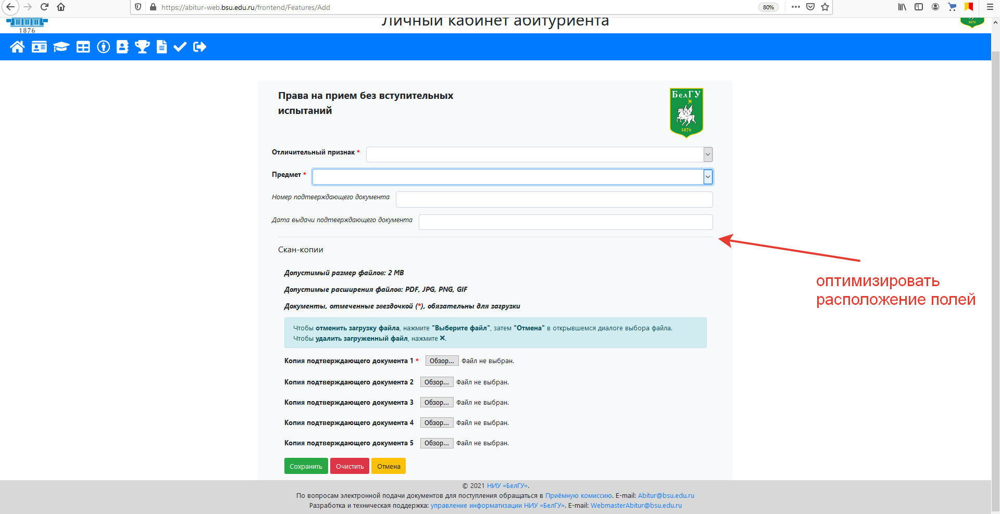 https://abitur-web.bsu.edu.ru/frontend/Features/Add
80%
1876
Личный кабинет абитуриента
1876
Права на прием без вступительных
испытаний
БелГУ
1876
Отличительный признак *
Предмет *
Номер подтверждающего документа
Дата выдачи подтверждающего документа
Скан-копии
Допустимый размер файлов: 2 MB
Допустимые расширения файлов: PDF, JPG, PNG, GIF
Документы, отмеченные звездочкой (*), обязательны для загрузки
Чтобы отменить загрузку файла, нажмите "Выберите файл", затем "Отмена" в открывшемся диалоге выбора файла.
Чтобы удалить загруженный файл, нажмите ✖.
Копия подтверждающего документа 1 * Обзор... Файл не выбран.
Копия подтверждающего документа 2 Обзор... Файл не выбран.
Копия подтверждающего документа 3 Обзор... Файл не выбран.
Копия подтверждающего документа 4 Обзор... Файл не выбран.
Копия подтверждающего документа 5 Обзор... Файл не выбран.
Сохранить Очистить Отмена
оптимизировать
расположение полей
© 2021 НИУ «БелГУ».
По вопросам электронной подачи документов для поступления обращаться в Приёмную комиссию. E-mail: Abitur@bsu.edu.ru
Разработка и техническая поддержка: управление информатизации НИУ «БелГУ». E-mail: WebmasterAbitur@bsu.edu.ru